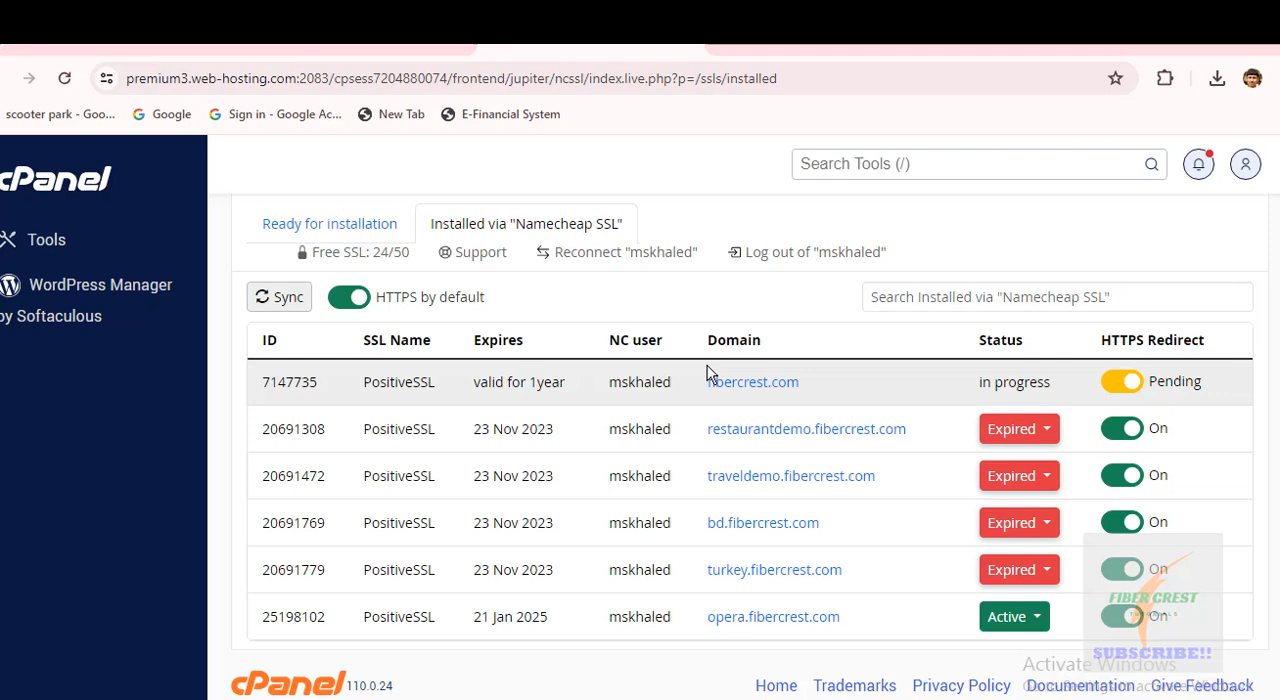 premium3.web-hosting.com:2083/cpsess7204880074/frontend/jupiter/ncssl/index.live.php?p=/ssls/installed
scooter park - Goo... Google Sign in - Google Ac... New Tab E-Financial System
cPanel
Search Tools (/)
Tools
WordPress Manager
by Softaculous
Ready for installation Installed via "Namecheap SSL"
Free SSL: 24/50 Support Reconnect "mskhaled" Log out of "mskhaled"
Sync HTTPS by default Search Installed via "Namecheap SSL"
ID SSL Name Expires NC user Domain Status HTTPS Redirect
7147735 PositiveSSL valid for 1year mskhaled fibercrest.com in progress Pending
20691308 PositiveSSL 23 Nov 2023 mskhaled restaurantdemo.fibercrest.com Expired On
20691472 PositiveSSL 23 Nov 2023 mskhaled traveldemo.fibercrest.com Expired On
20691769 PositiveSSL 23 Nov 2023 mskhaled bd.fibercrest.com Expired On
20691779 PositiveSSL 23 Nov 2023 mskhaled turkey.fibercrest.com Expired On
25198102 PositiveSSL 21 Jan 2025 mskhaled opera.fibercrest.com Active On
FIBER CREST
TUTORIALS
SUBSCRIBE!!
Activate Windows
cPanel 110.0.24 Home Trademarks Privacy Policy Documentation Give Feedback